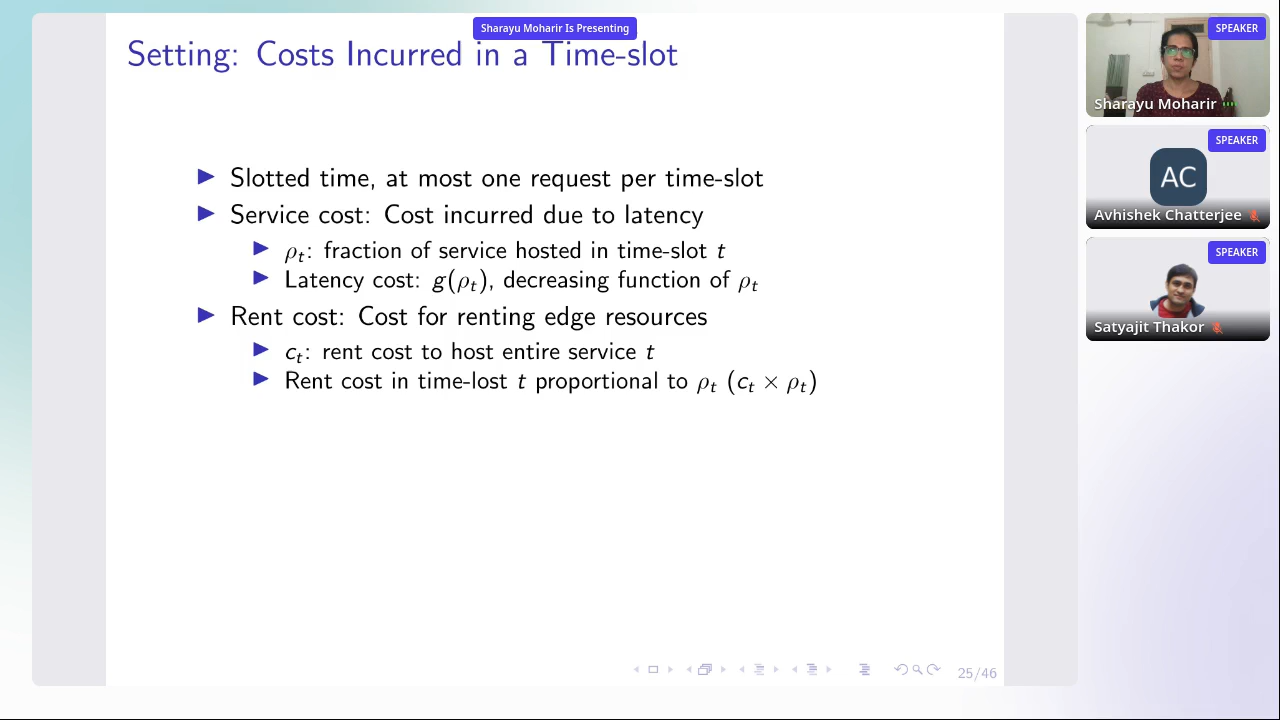 Sharayu Moharir Is Presenting
Setting: Costs Incurred in a Time-slot
Slotted time, at most one request per time-slot
Service cost: Cost incurred due to latency
ρt: fraction of service hosted in time-slot t
Latency cost: g(ρt), decreasing function of ρt
Rent cost: Cost for renting edge resources
ct: rent cost to host entire service t
Rent cost in time-lost t proportional to ρt (ct × ρt)
25/46
SPEAKER
Sharayu Moharir
SPEAKER
AC
Avhishek Chatterjee
SPEAKER
Satyajit Thakor